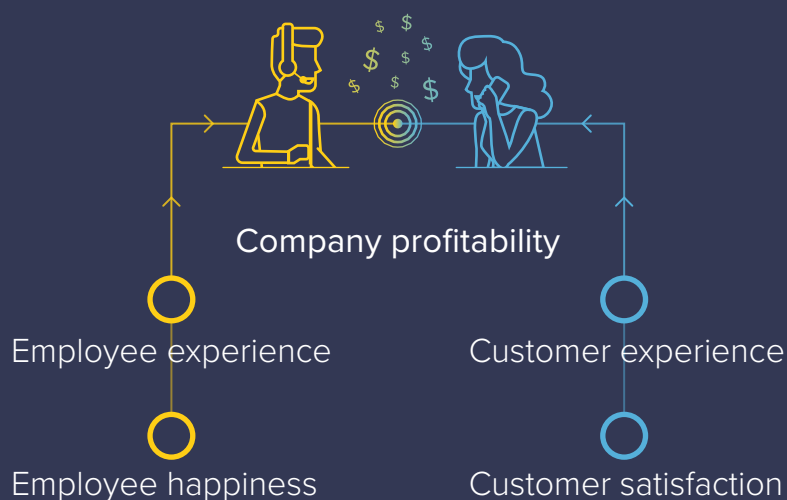 $ $ $ $ $ $ $ $
Company profitability
Employee experience
Customer experience
Employee happiness
Customer satisfaction